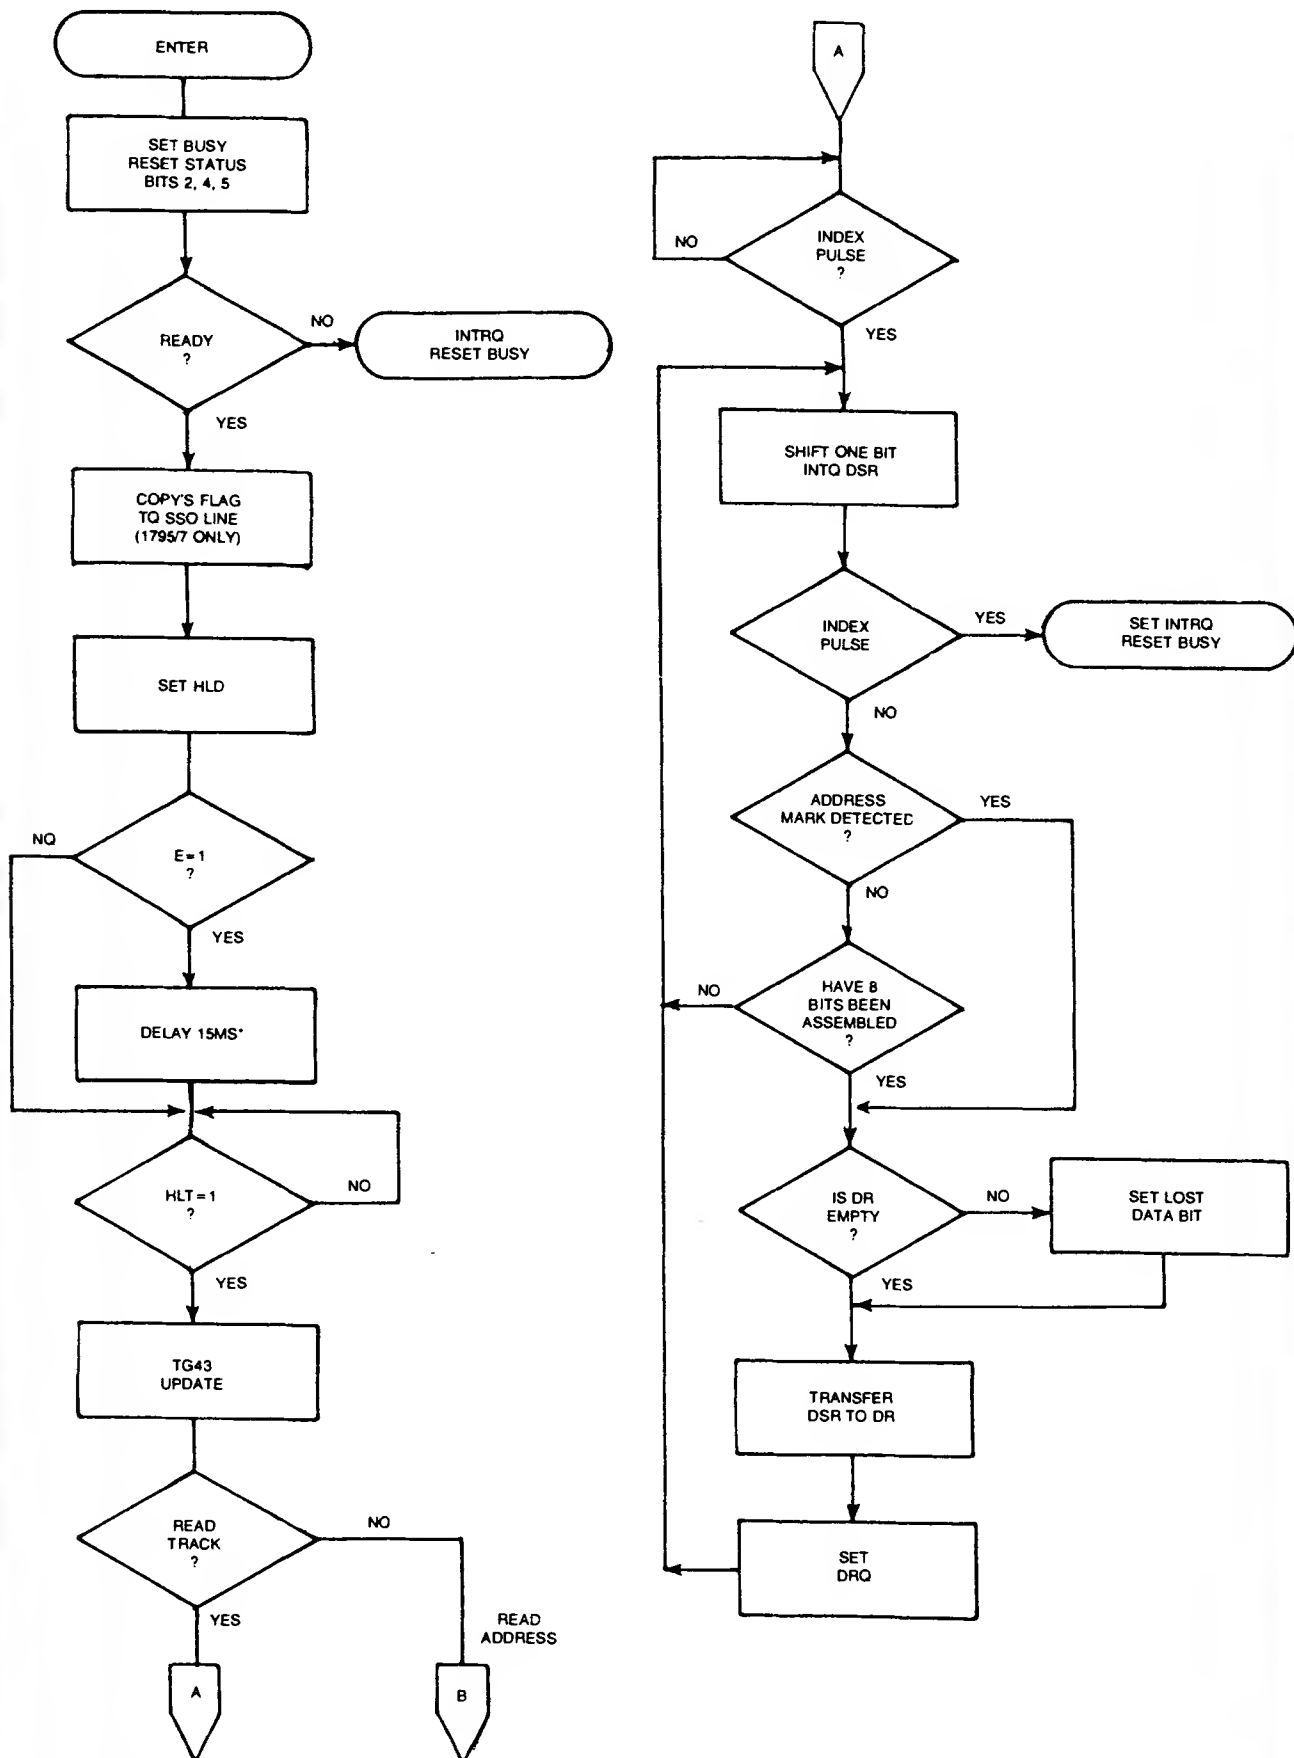 ENTER
SET BUSY
RESET STATUS
BITS 2, 4, 5
READY
?
NO
INTRQ
RESET BUSY
YES
COPY'S FLAG
TQ SSO LINE
(1795/7 ONLY)
SET HLD
NQ
E=1
?
YES
DELAY 15MS*
HLT=1
?
NO
YES
TG43
UPDATE
READ
TRACK
?
NO
YES
READ
ADDRESS
A
B
A
NO
INDEX
PULSE
?
YES
SHIFT ONE BIT
INTQ DSR
INDEX
PULSE
YES
SET INTRQ
RESET BUSY
NO
ADDRESS
MARK DETECTED
?
YES
NO
NO
HAVE 8
BITS BEEN
ASSEMBLED
?
YES
IS DR
EMPTY
?
NO
SET LOST
DATA BIT
YES
TRANSFER
DSR TO DR
SET
DRQ